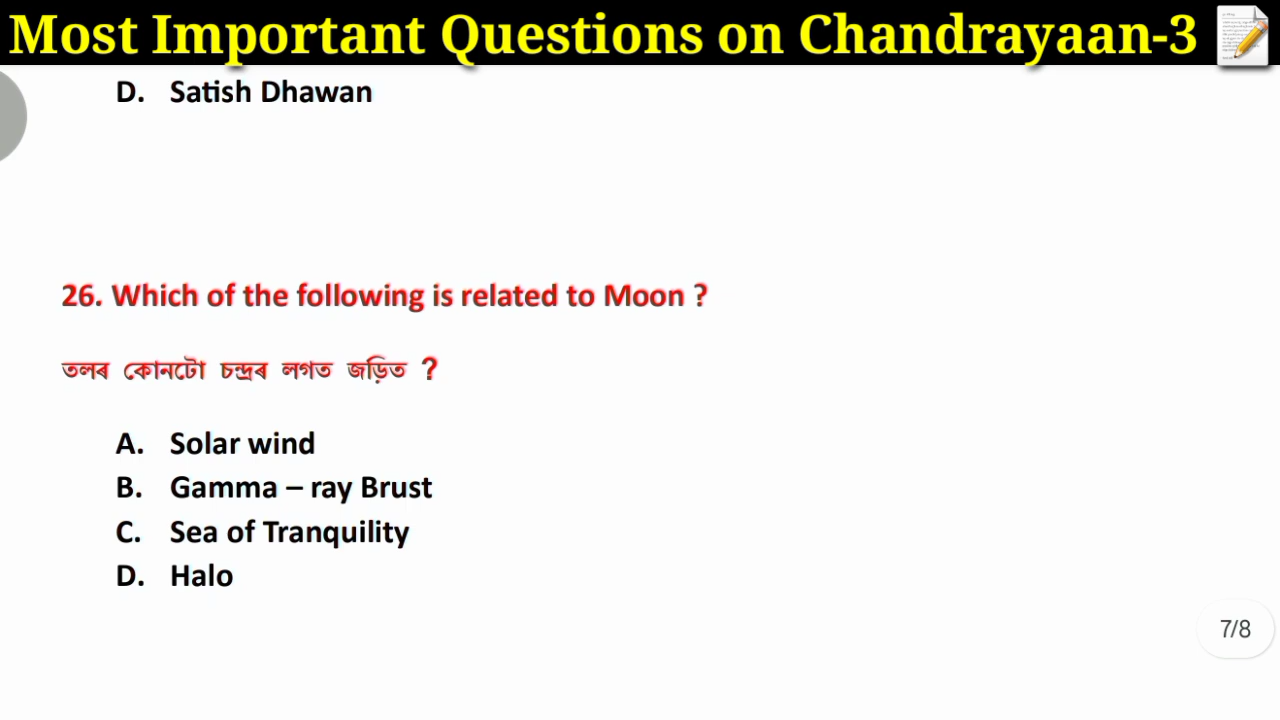 Most Important Questions on Chandrayaan-3
D. Satish Dhawan
26. Which of the following is related to Moon ?
তলৰ কোনটো চন্দ্ৰৰ লগত জড়িত ?
A. Solar wind
B. Gamma – ray Brust
C. Sea of Tranquility
D. Halo
7/8